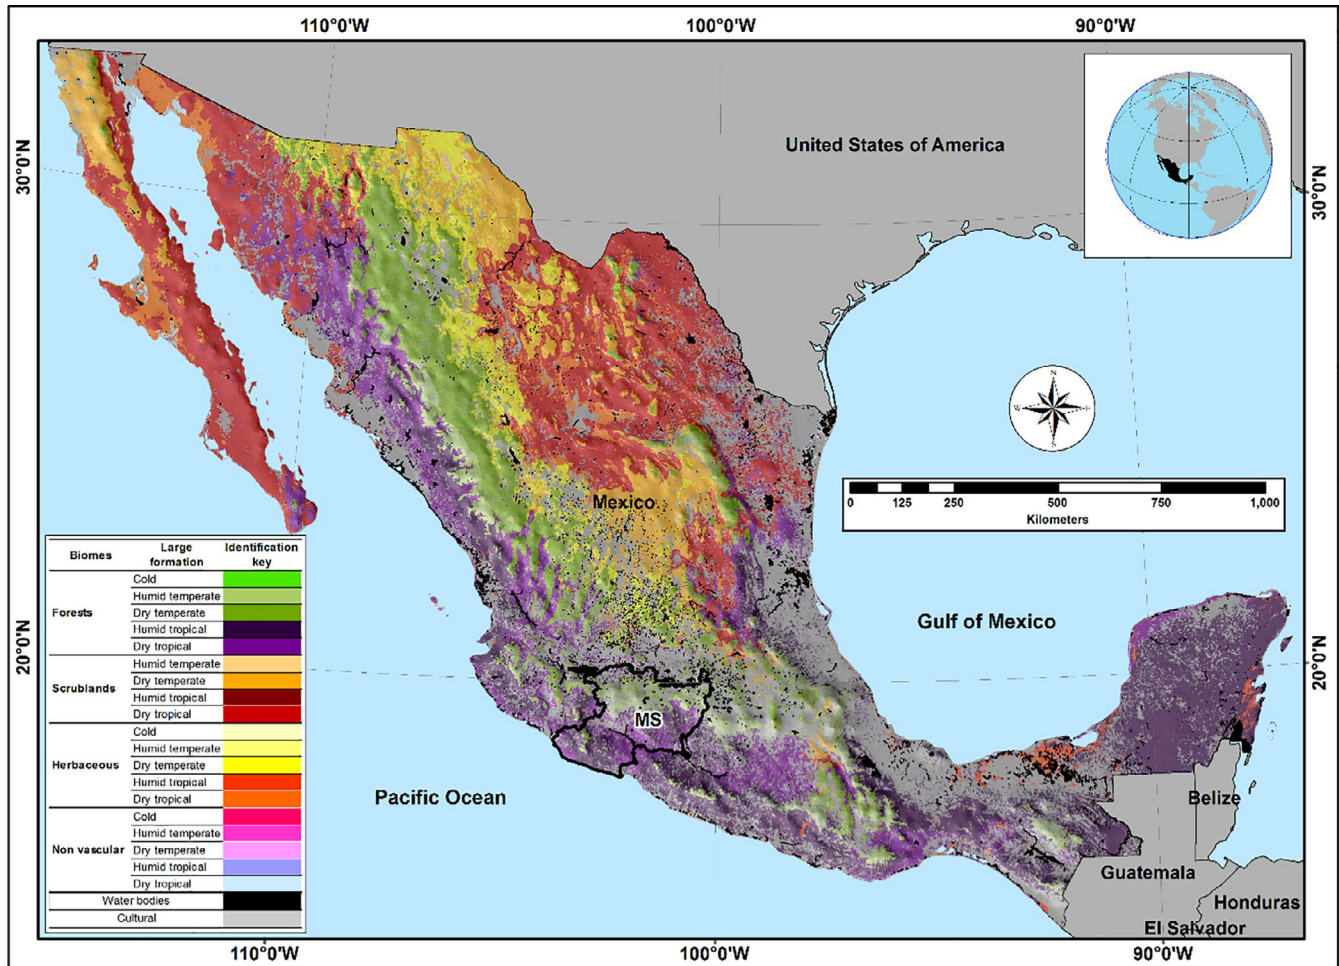 110°0'W 100°0'W 90°0'W
30°0'N
30°0'N
United States of America
N
W E
S
0 125 250 500 750 1,000
Kilometers
Mexico
Gulf of Mexico
20°0'N
20°0'N
MS
Pacific Ocean
Belize
Guatemala
Honduras
El Salvador
Biomes Large formation Identification key
Forests
Cold
Humid temperate
Dry temperate
Humid tropical
Dry tropical
Scrublands
Humid temperate
Dry temperate
Humid tropical
Dry tropical
Herbaceous
Cold
Humid temperate
Dry temperate
Humid tropical
Dry tropical
Non vascular
Cold
Humid temperate
Dry temperate
Humid tropical
Dry tropical
Water bodies
Cultural
110°0'W 100°0'W 90°0'W